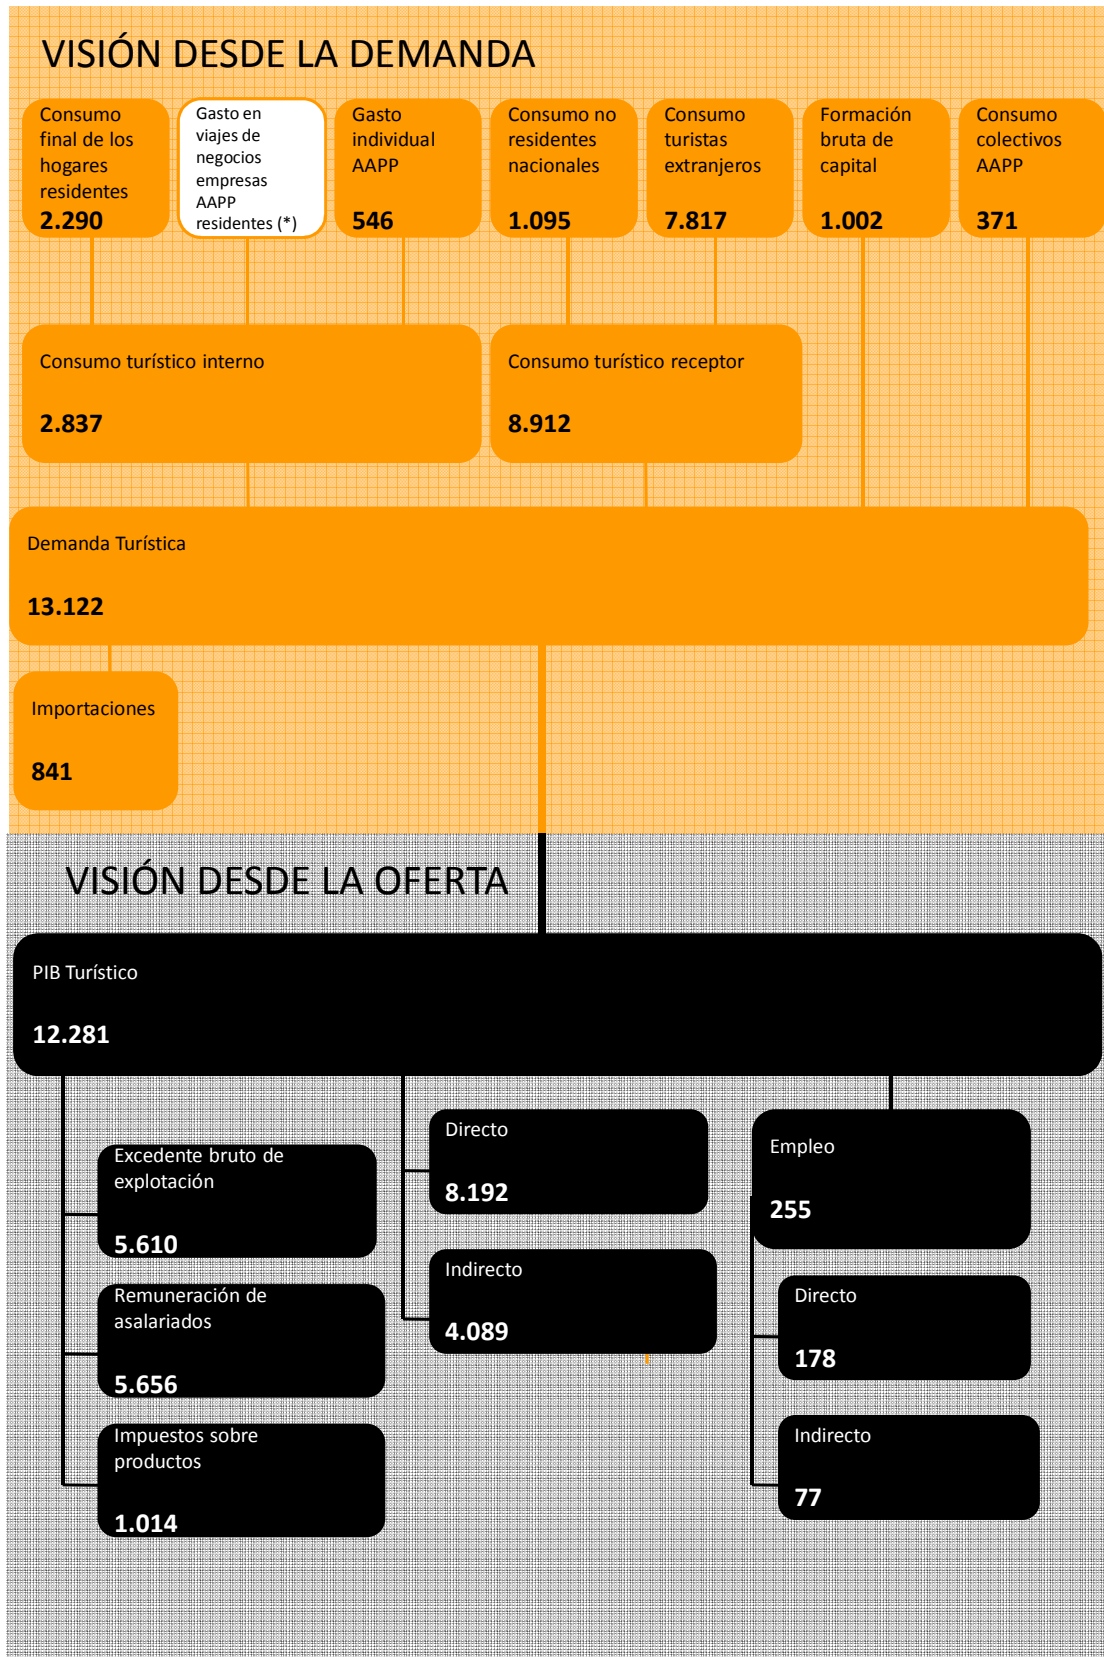 VISIÓN DESDE LA DEMANDA
Consumo
final de los
hogares
residentes
2.290
Gasto en
viajes de
negocios
empresas
AAPP
residentes (*)
Gasto
individual
AAPP
546
Consumo no
residentes
nacionales
1.095
Consumo
turistas
extranjeros
7.817
Formación
bruta de
capital
1.002
Consumo
colectivos
AAPP
371
Consumo turístico interno
2.837
Consumo turístico receptor
8.912
Demanda Turística
13.122
Importaciones
841
VISIÓN DESDE LA OFERTA
PIB Turístico
12.281
Excedente bruto de
explotación
5.610
Remuneración de
asalariados
5.656
Impuestos sobre
productos
1.014
Directo
8.192
Indirecto
4.089
Empleo
255
Directo
178
Indirecto
77